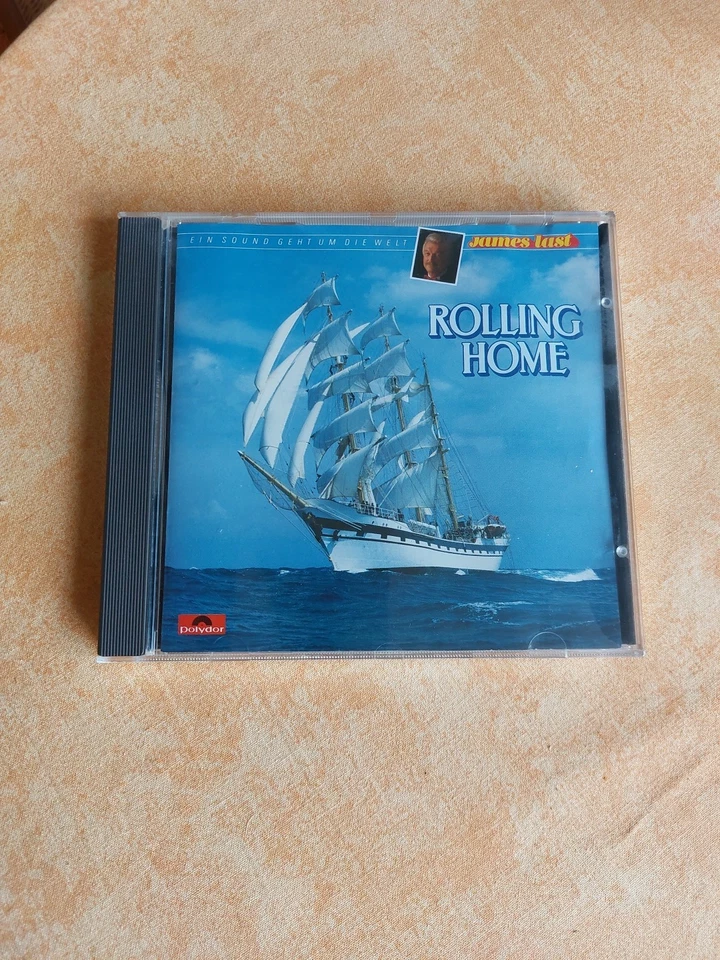 EIN SOUND GEHT UM DIE WELT
james last
ROLLING
HOME
polydor